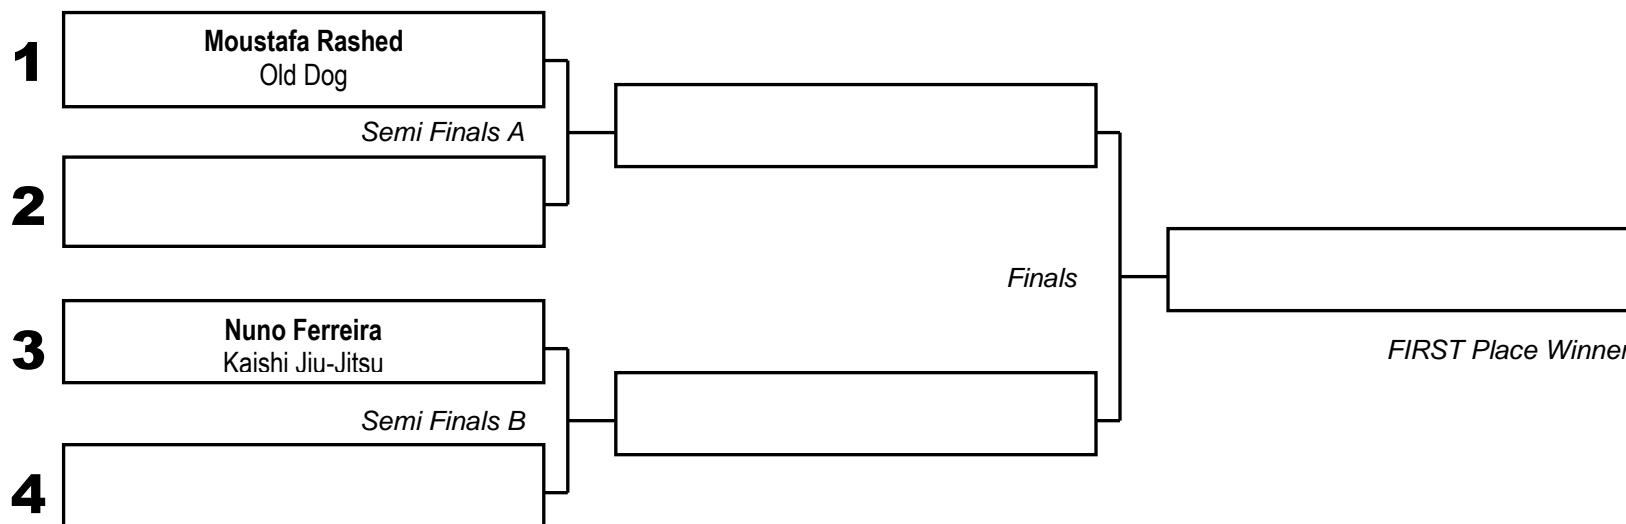 1
Moustafa Rashed
Old Dog
Semi Finals A
2
Finals
3
Nuno Ferreira
Kaishi Jiu-Jitsu
FIRST Place Winner
Semi Finals B
4